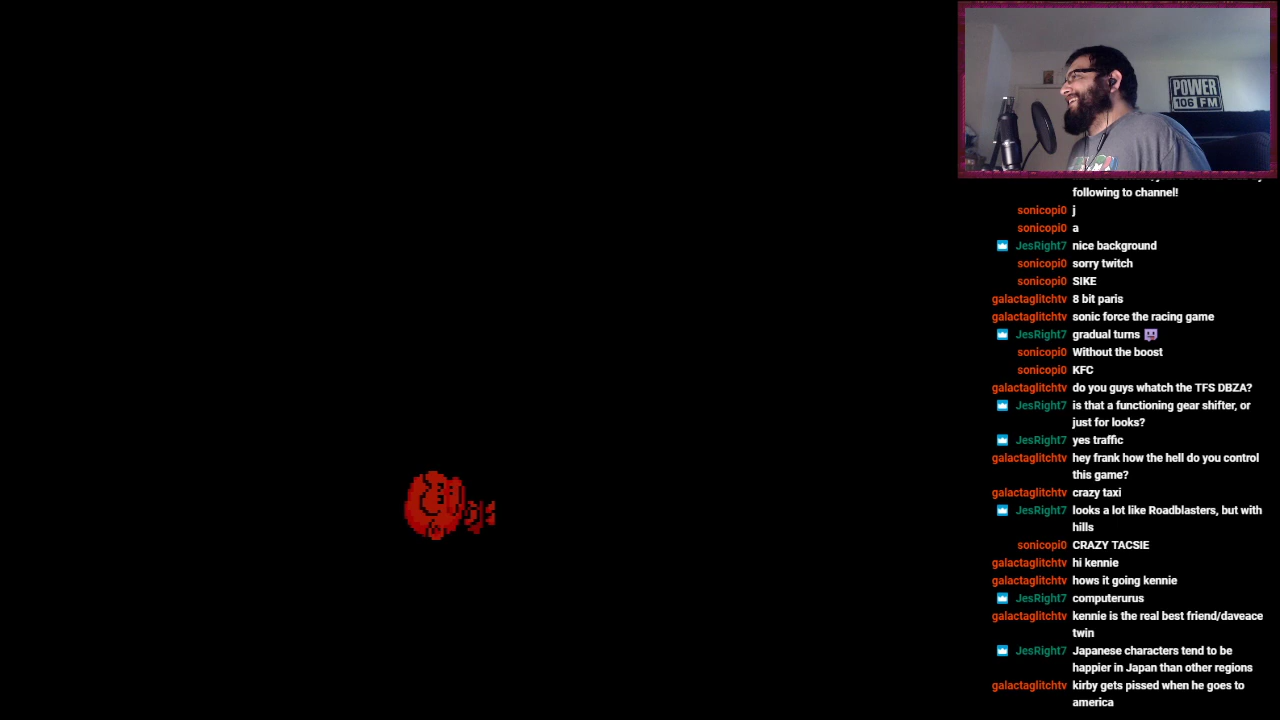 POWER
106 FM
following to channel!
sonicopi0 j
sonicopi0 a
JesRight7 nice background
sonicopi0 sorry twitch
sonicopi0 SIKE
galactaglitchtv 8 bit paris
galactaglitchtv sonic force the racing game
JesRight7 gradual turns
sonicopi0 Without the boost
sonicopi0 KFC
galactaglitchtv do you guys whatch the TFS DBZA?
JesRight7 is that a functioning gear shifter, or
just for looks?
JesRight7 yes traffic
galactaglitchtv hey frank how the hell do you control
this game?
galactaglitchtv crazy taxi
JesRight7 looks a lot like Roadblasters, but with
hills
sonicopi0 CRAZY TACSIE
galactaglitchtv hi kennie
galactaglitchtv hows it going kennie
JesRight7 computerurus
galactaglitchtv kennie is the real best friend/daveace
twin
JesRight7 Japanese characters tend to be
happier in Japan than other regions
galactaglitchtv kirby gets pissed when he goes to
america